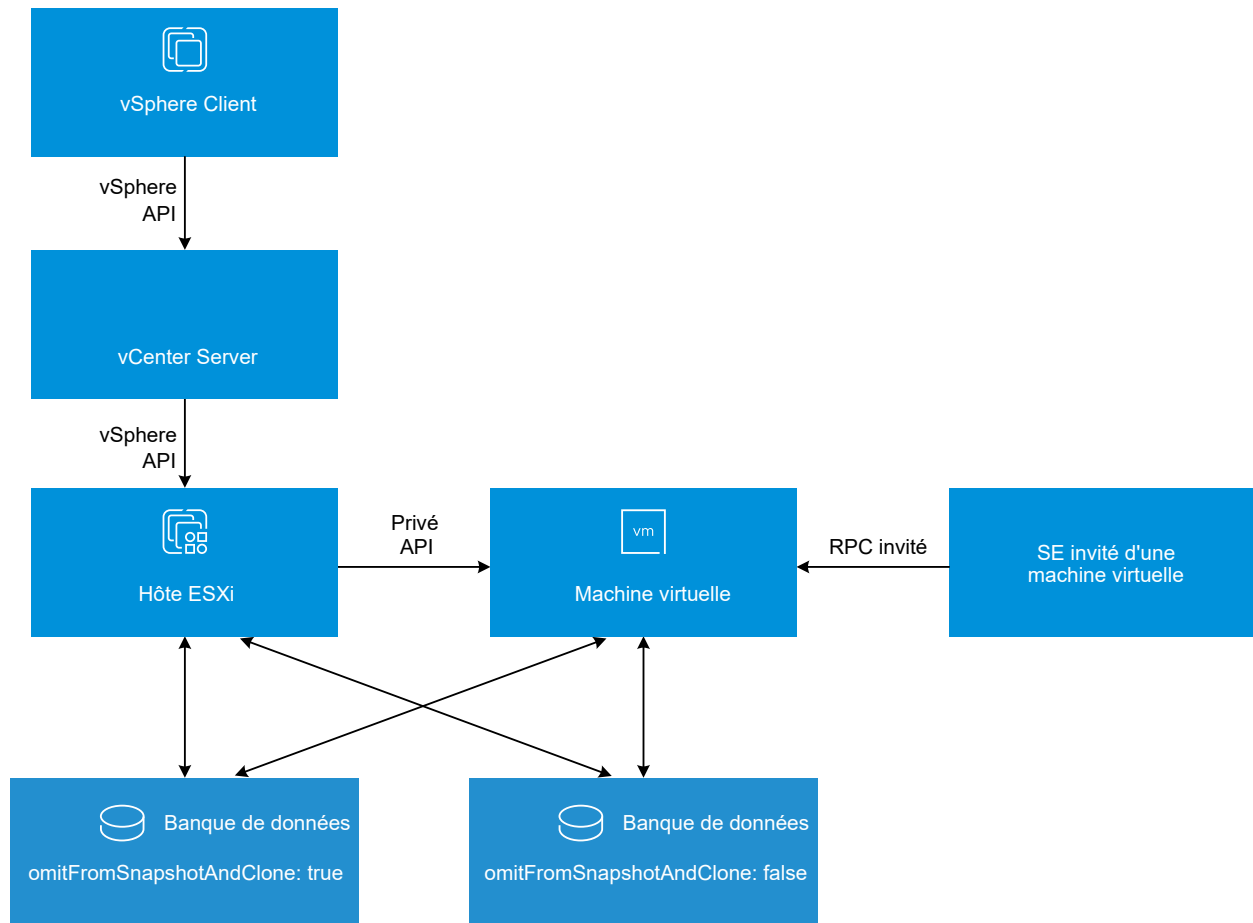 vSphere Client
vSphere
API
vCenter Server
vSphere
API
Hôte ESXi
Privé
API
vm
Machine virtuelle
RPC invité
SE invité d'une
machine virtuelle
Banque de données
omitFromSnapshotAndClone: true
Banque de données
omitFromSnapshotAndClone: false